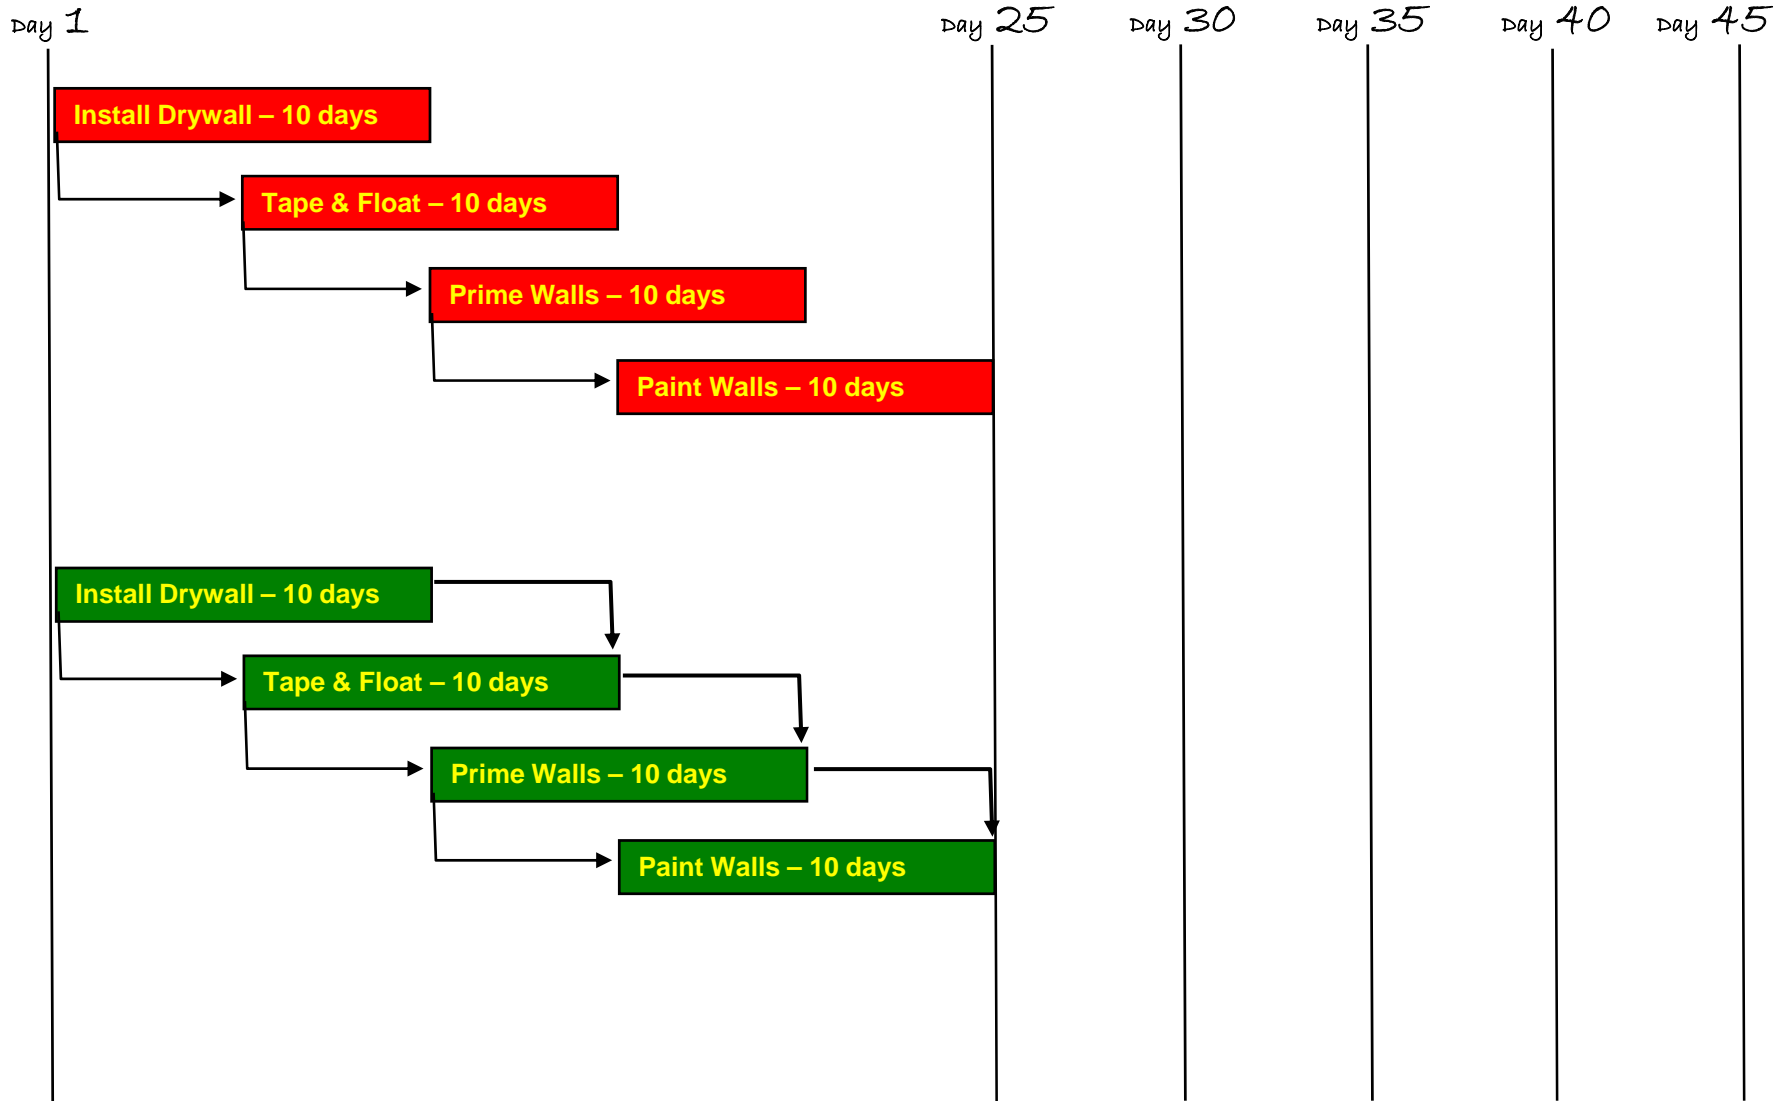 Day 1 Day 25 Day 30 Day 35 Day 40 Day 45
Install Drywall – 10 days
Tape & Float – 10 days
Prime Walls – 10 days
Paint Walls – 10 days
Install Drywall – 10 days
Tape & Float – 10 days
Prime Walls – 10 days
Paint Walls – 10 days